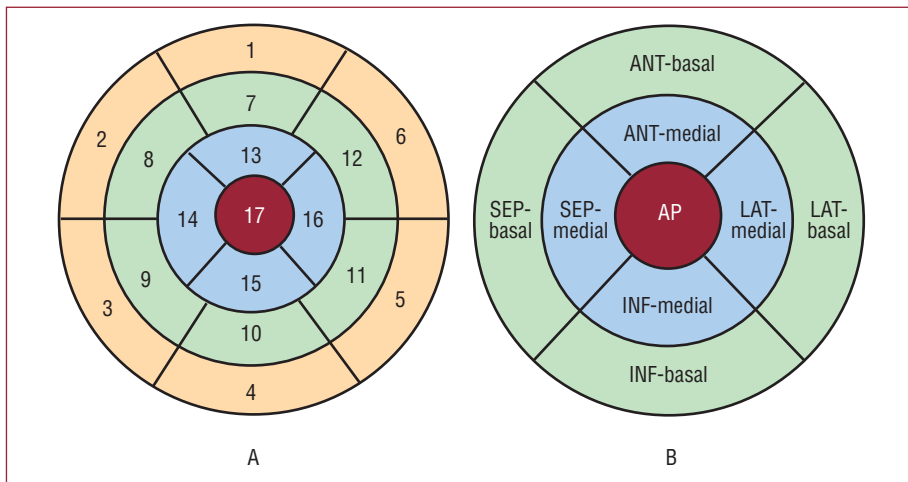 1
2
6
7
8
12
13
14
17
16
9
15
11
3
10
5
4
A
ANT-basal
ANT-medial
SEP-
basal
SEP-
medial
AP
LAT-
medial
LAT-
basal
INF-medial
INF-basal
B